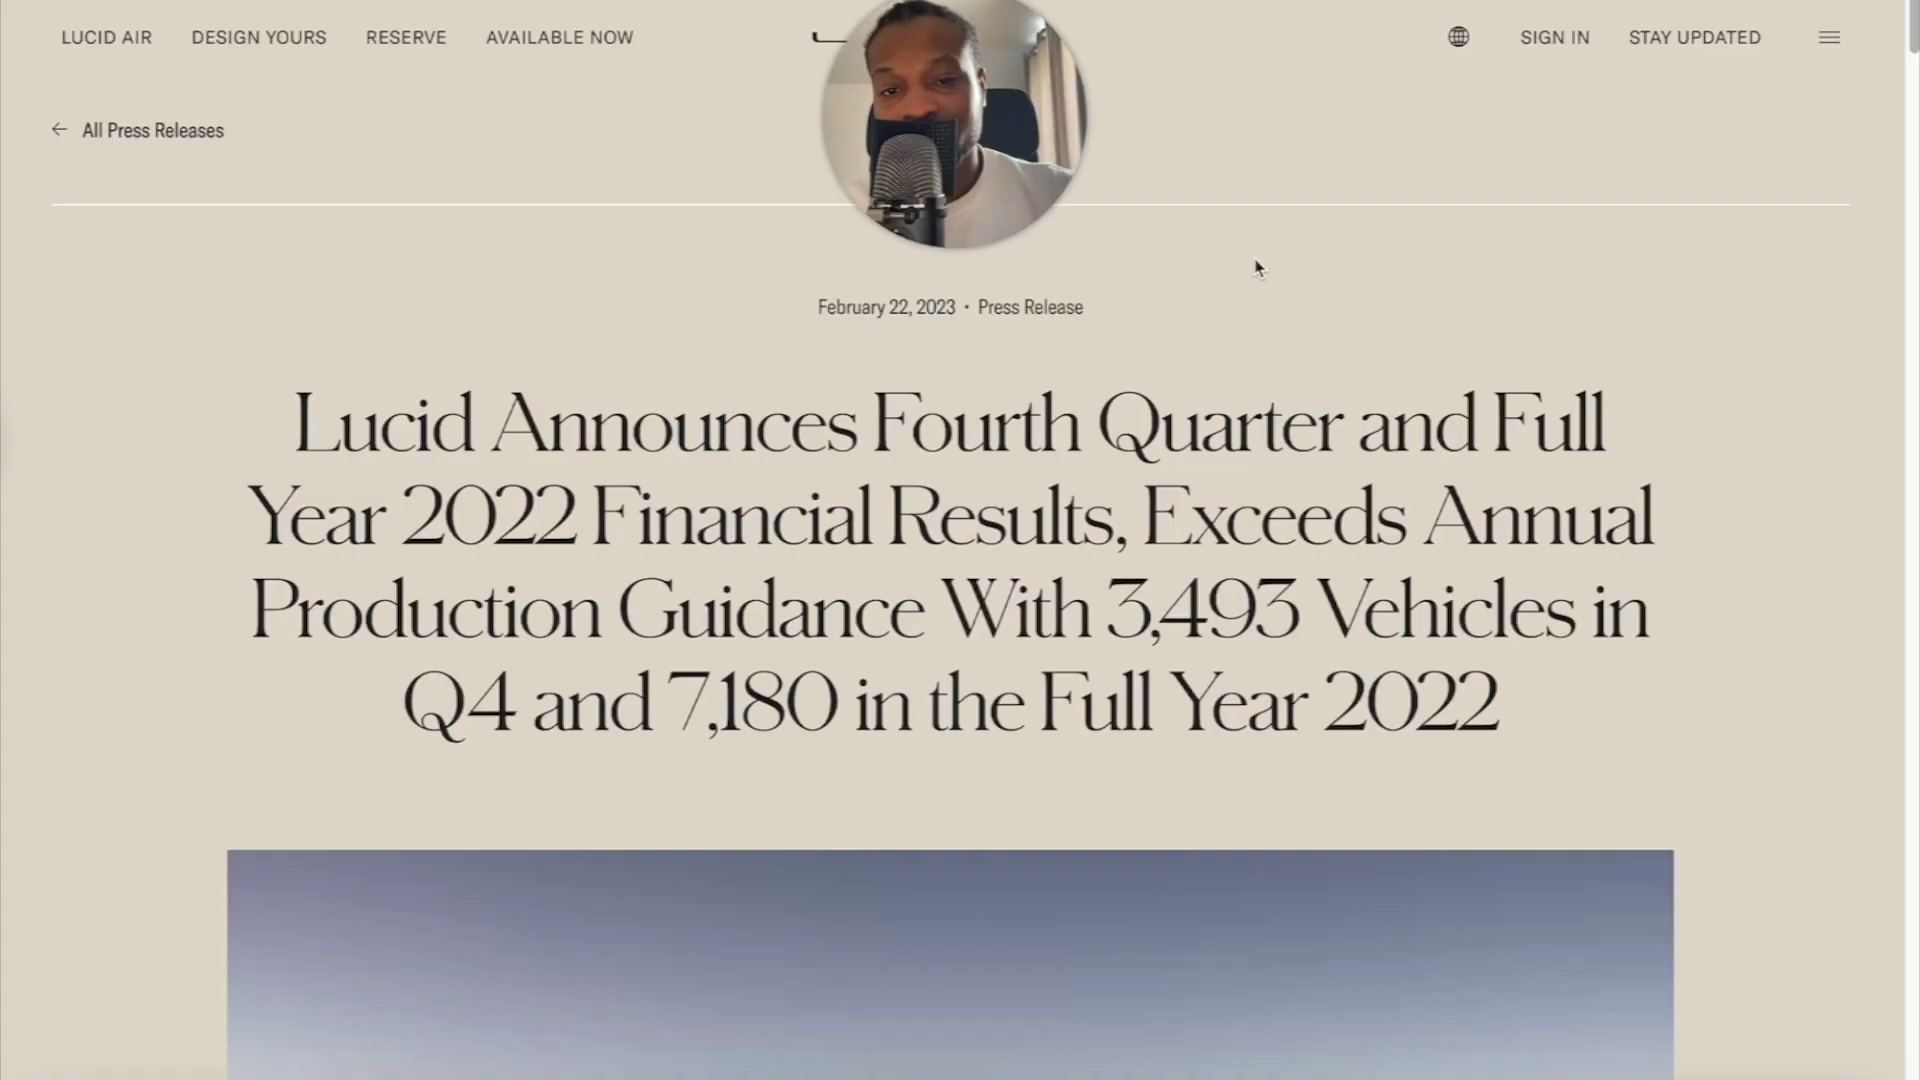 LUCID AIR DESIGN YOURS RESERVE AVAILABLE NOW SIGN IN STAY UPDATED
All Press Releases
February 22, 2023 · Press Release
Lucid Announces Fourth Quarter and Full
Year 2022 Financial Results, Exceeds Annual
Production Guidance With 3,493 Vehicles in
Q4 and 7,180 in the Full Year 2022